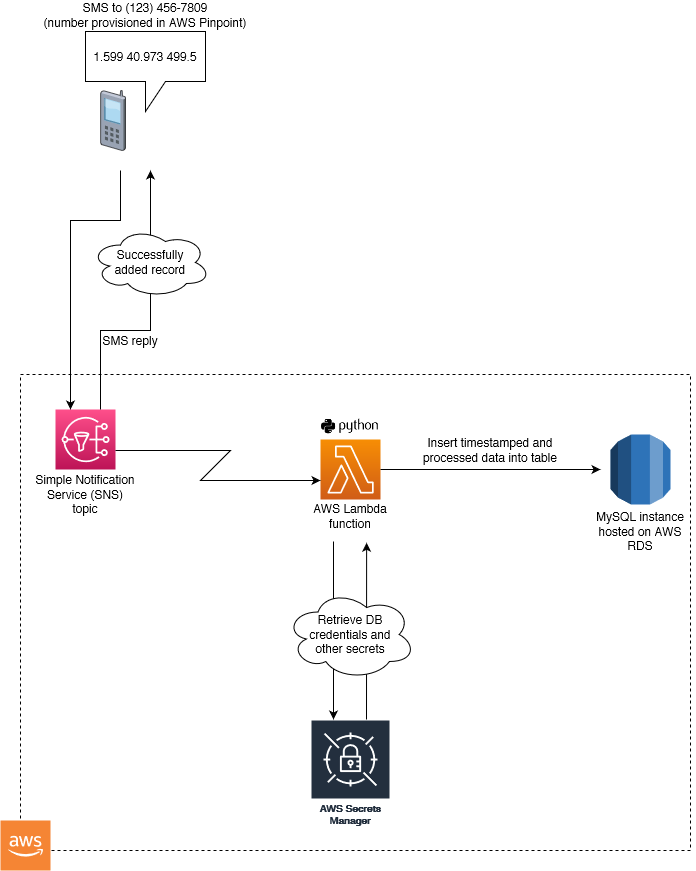 SMS to (123) 456-7809
(number provisioned in AWS Pinpoint)
1.599 40.973 499.5
Successfully
added record
SMS reply
Simple Notification
Service (SNS)
topic
python
AWS Lambda
function
Insert timestamped and
processed data into table
MySQL instance
hosted on AWS
RDS
Retrieve DB
credentials and
other secrets
AWS Secrets
Manager
aws